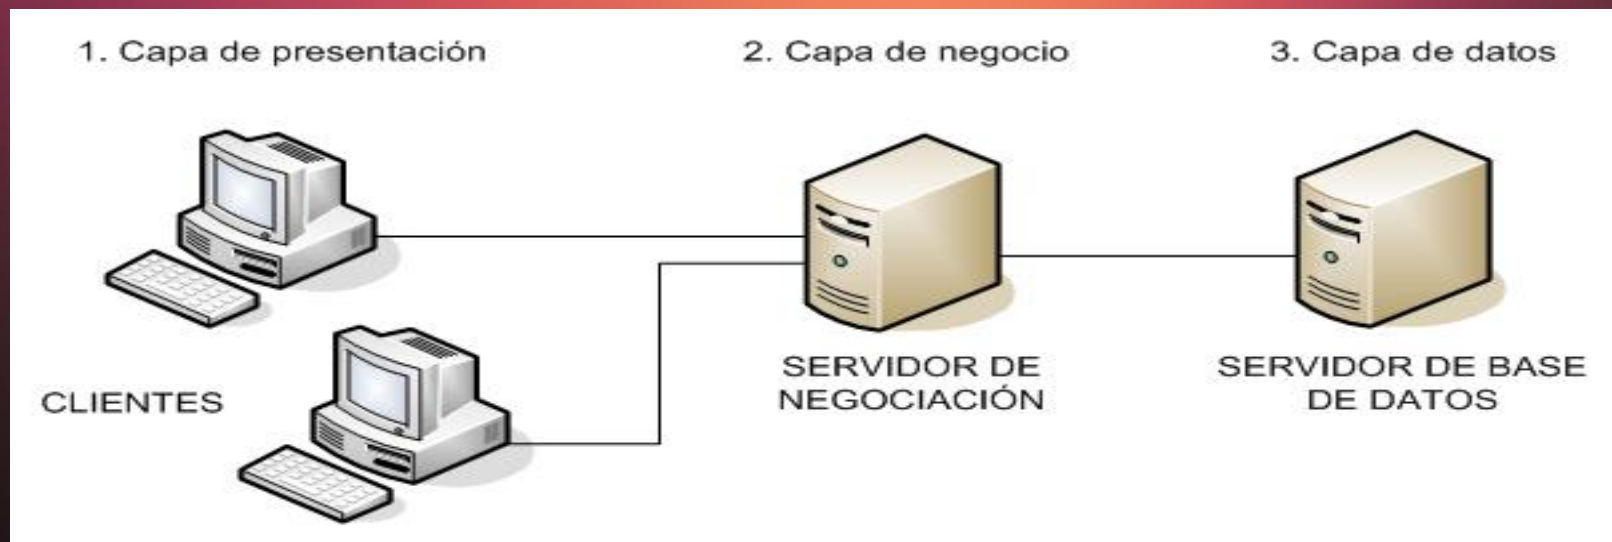 1. Capa de presentación
2. Capa de negocio
3. Capa de datos
CLIENTES
SERVIDOR DE
NEGOCIACIÓN
SERVIDOR DE BASE
DE DATOS